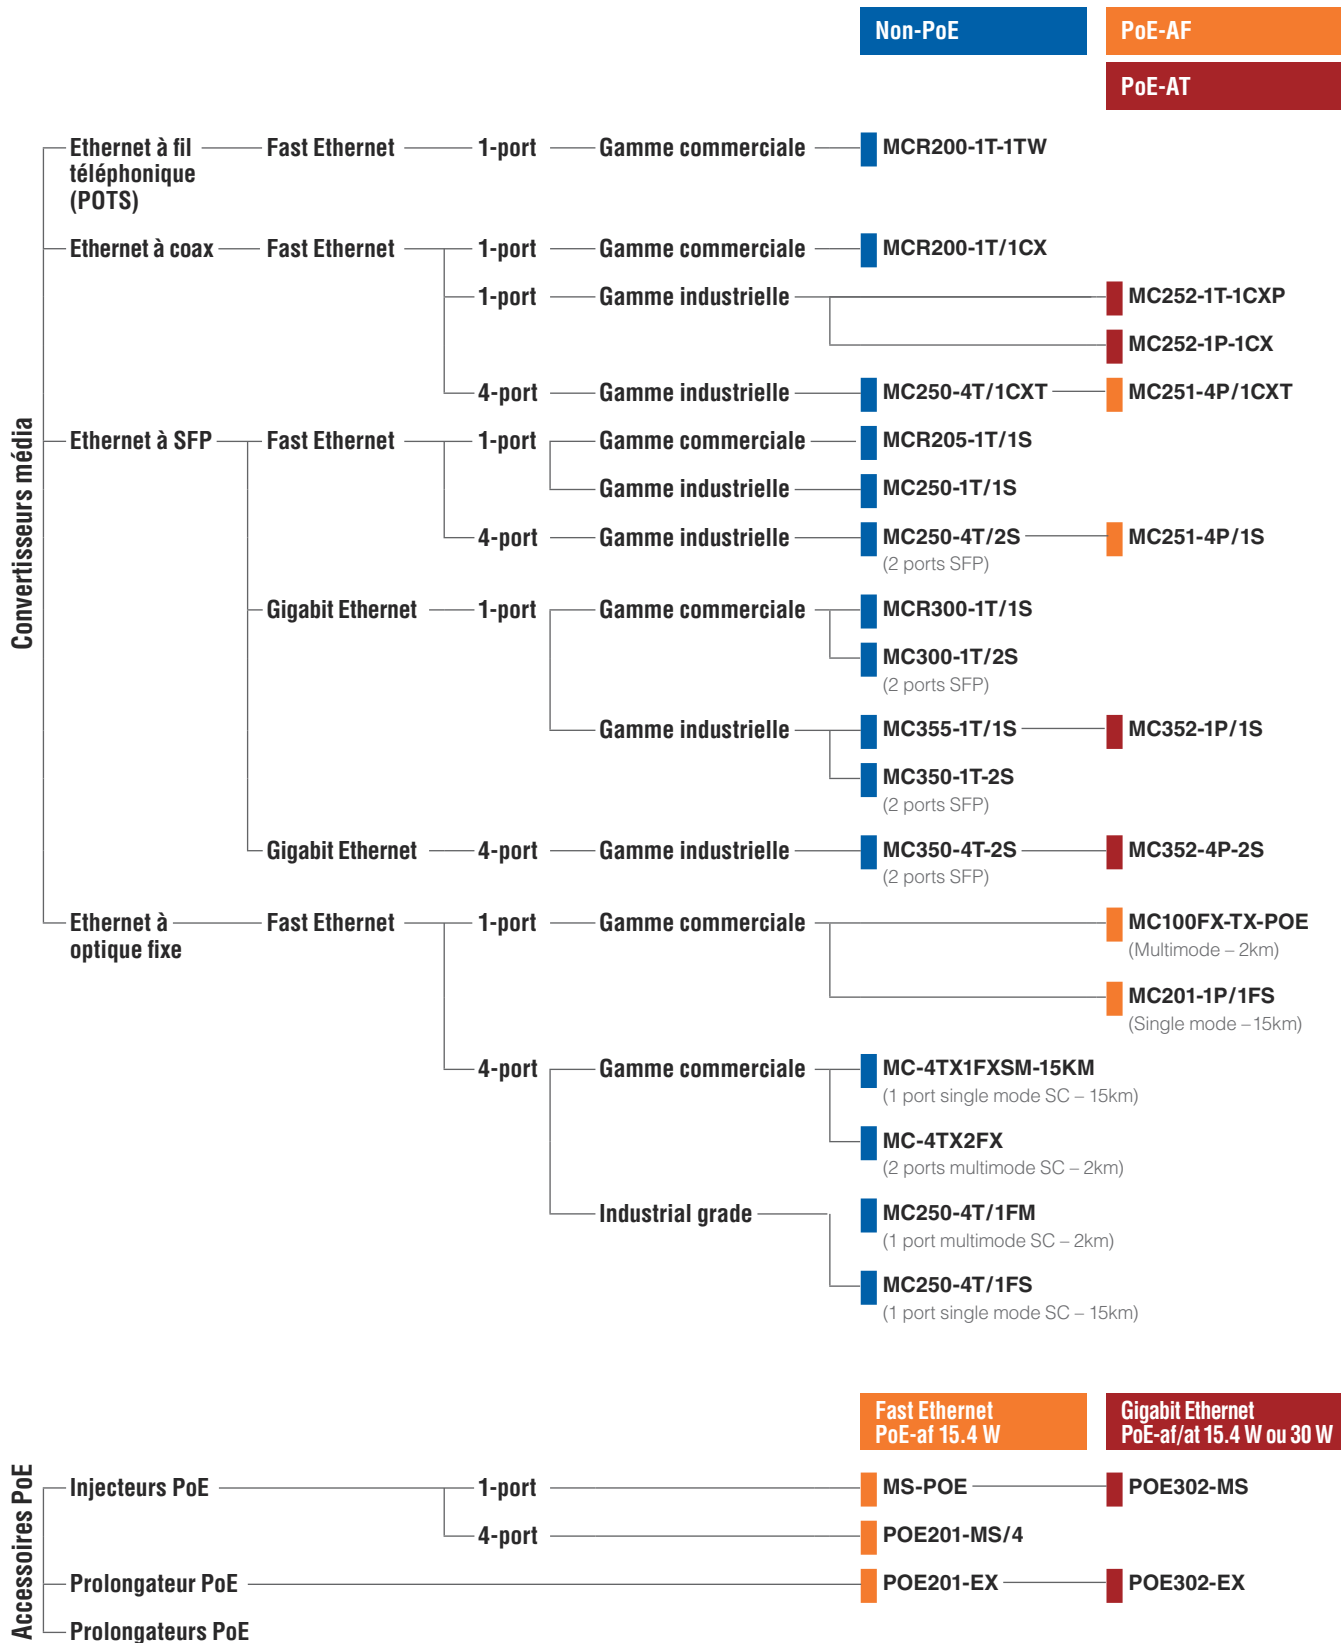 Non-PoE
PoE-AF
PoE-AT
Convertisseurs média
Ethernet à fil
téléphonique
(POTS)
Fast Ethernet
1-port
Gamme commerciale
MCR200-1T-1TW
Ethernet à coax
Fast Ethernet
1-port
Gamme commerciale
MCR200-1T/1CX
1-port
Gamme industrielle
MC252-1T-1CXP
MC252-1P-1CX
4-port
Gamme industrielle
MC250-4T/1CXT
MC251-4P/1CXT
Ethernet à SFP
Fast Ethernet
1-port
Gamme commerciale
MCR205-1T/1S
Gamme industrielle
MC250-1T/1S
4-port
Gamme industrielle
MC250-4T/2S
(2 ports SFP)
MC251-4P/1S
Gigabit Ethernet
1-port
Gamme commerciale
MCR300-1T/1S
MC300-1T/2S
(2 ports SFP)
Gamme industrielle
MC355-1T/1S
MC352-1P/1S
MC350-1T-2S
(2 ports SFP)
Gigabit Ethernet
4-port
Gamme industrielle
MC350-4T-2S
(2 ports SFP)
MC352-4P-2S
Ethernet à
optique fixe
Fast Ethernet
1-port
Gamme commerciale
MC100FX-TX-POE
(Multimode – 2km)
MC201-1P/1FS
(Single mode –15km)
4-port
Gamme commerciale
MC-4TX1FXSM-15KM
(1 port single mode SC – 15km)
MC-4TX2FX
(2 ports multimode SC – 2km)
Industrial grade
MC250-4T/1FM
(1 port multimode SC – 2km)
MC250-4T/1FS
(1 port single mode SC – 15km)
Fast Ethernet
PoE-af 15.4 W
Gigabit Ethernet
PoE-af/at 15.4 W ou 30 W
Accessoires PoE
Injecteurs PoE
1-port
MS-POE
POE302-MS
4-port
POE201-MS/4
Prolongateur PoE
POE201-EX
POE302-EX
Prolongateurs PoE